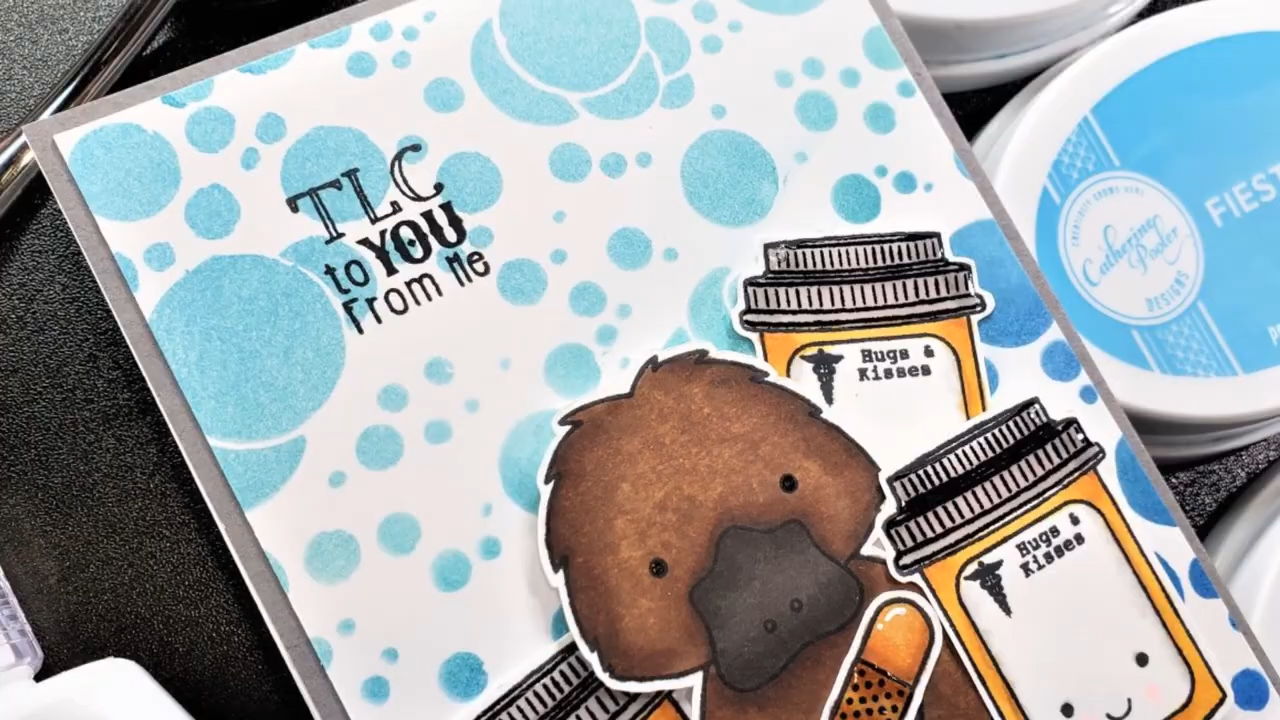 TLC
to YOU
From Me
Hugs &
Kisses
Hugs &
Kisses
Catherine
Pooler
DESIGNS
FIEST